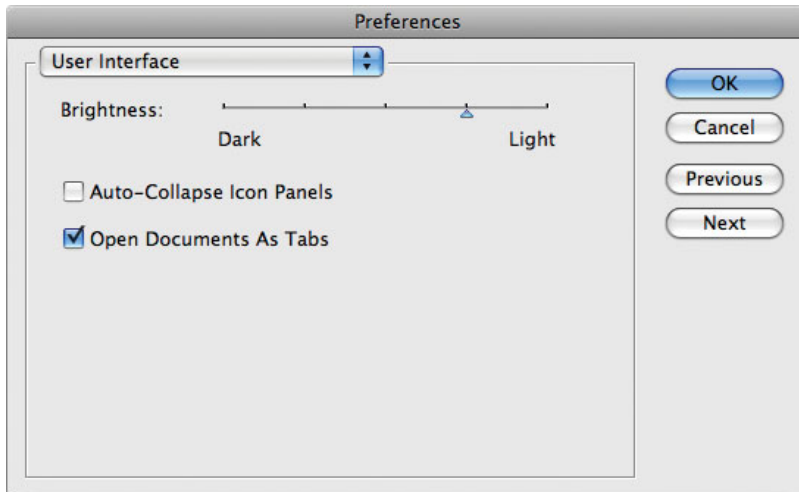 Preferences
User Interface
Brightness:
Dark Light
Auto-Collapse Icon Panels
Open Documents As Tabs
OK
Cancel
Previous
Next